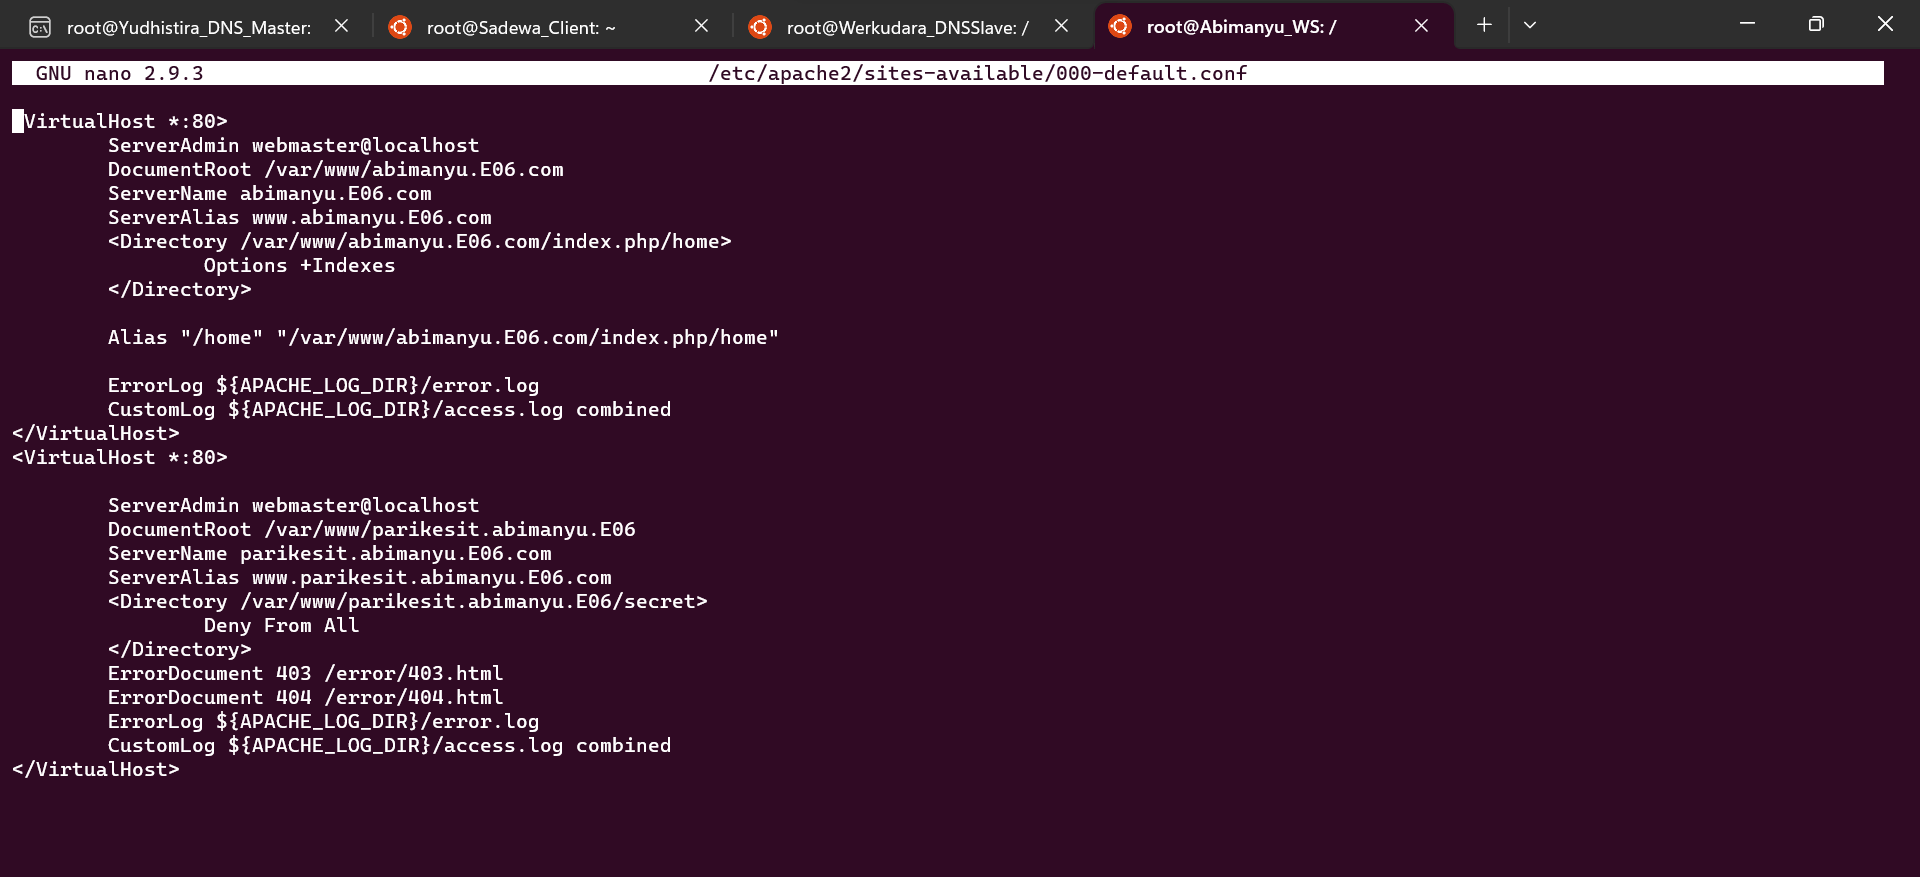 root@Yudhistira_DNS_Master: root@Sadewa_Client: ~ root@Werkudara_DNSSlave: / root@Abimanyu_WS: /
GNU nano 2.9.3 /etc/apache2/sites-available/000-default.conf
VirtualHost *:80>
ServerAdmin webmaster@localhost
DocumentRoot /var/www/abimanyu.E06.com
ServerName abimanyu.E06.com
ServerAlias www.abimanyu.E06.com
<Directory /var/www/abimanyu.E06.com/index.php/home>
Options +Indexes
</Directory>
Alias "/home" "/var/www/abimanyu.E06.com/index.php/home"
ErrorLog ${APACHE_LOG_DIR}/error.log
CustomLog ${APACHE_LOG_DIR}/access.log combined
</VirtualHost>
<VirtualHost *:80>
ServerAdmin webmaster@localhost
DocumentRoot /var/www/parikesit.abimanyu.E06
ServerName parikesit.abimanyu.E06.com
ServerAlias www.parikesit.abimanyu.E06.com
<Directory /var/www/parikesit.abimanyu.E06/secret>
Deny From All
</Directory>
ErrorDocument 403 /error/403.html
ErrorDocument 404 /error/404.html
ErrorLog ${APACHE_LOG_DIR}/error.log
CustomLog ${APACHE_LOG_DIR}/access.log combined
</VirtualHost>